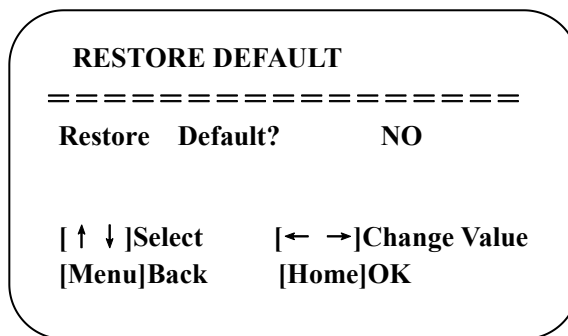 RESTORE DEFAULT
=================
Restore Default? NO
[↑ ↓]Select [← →]Change Value
[Menu]Back [Home]OK